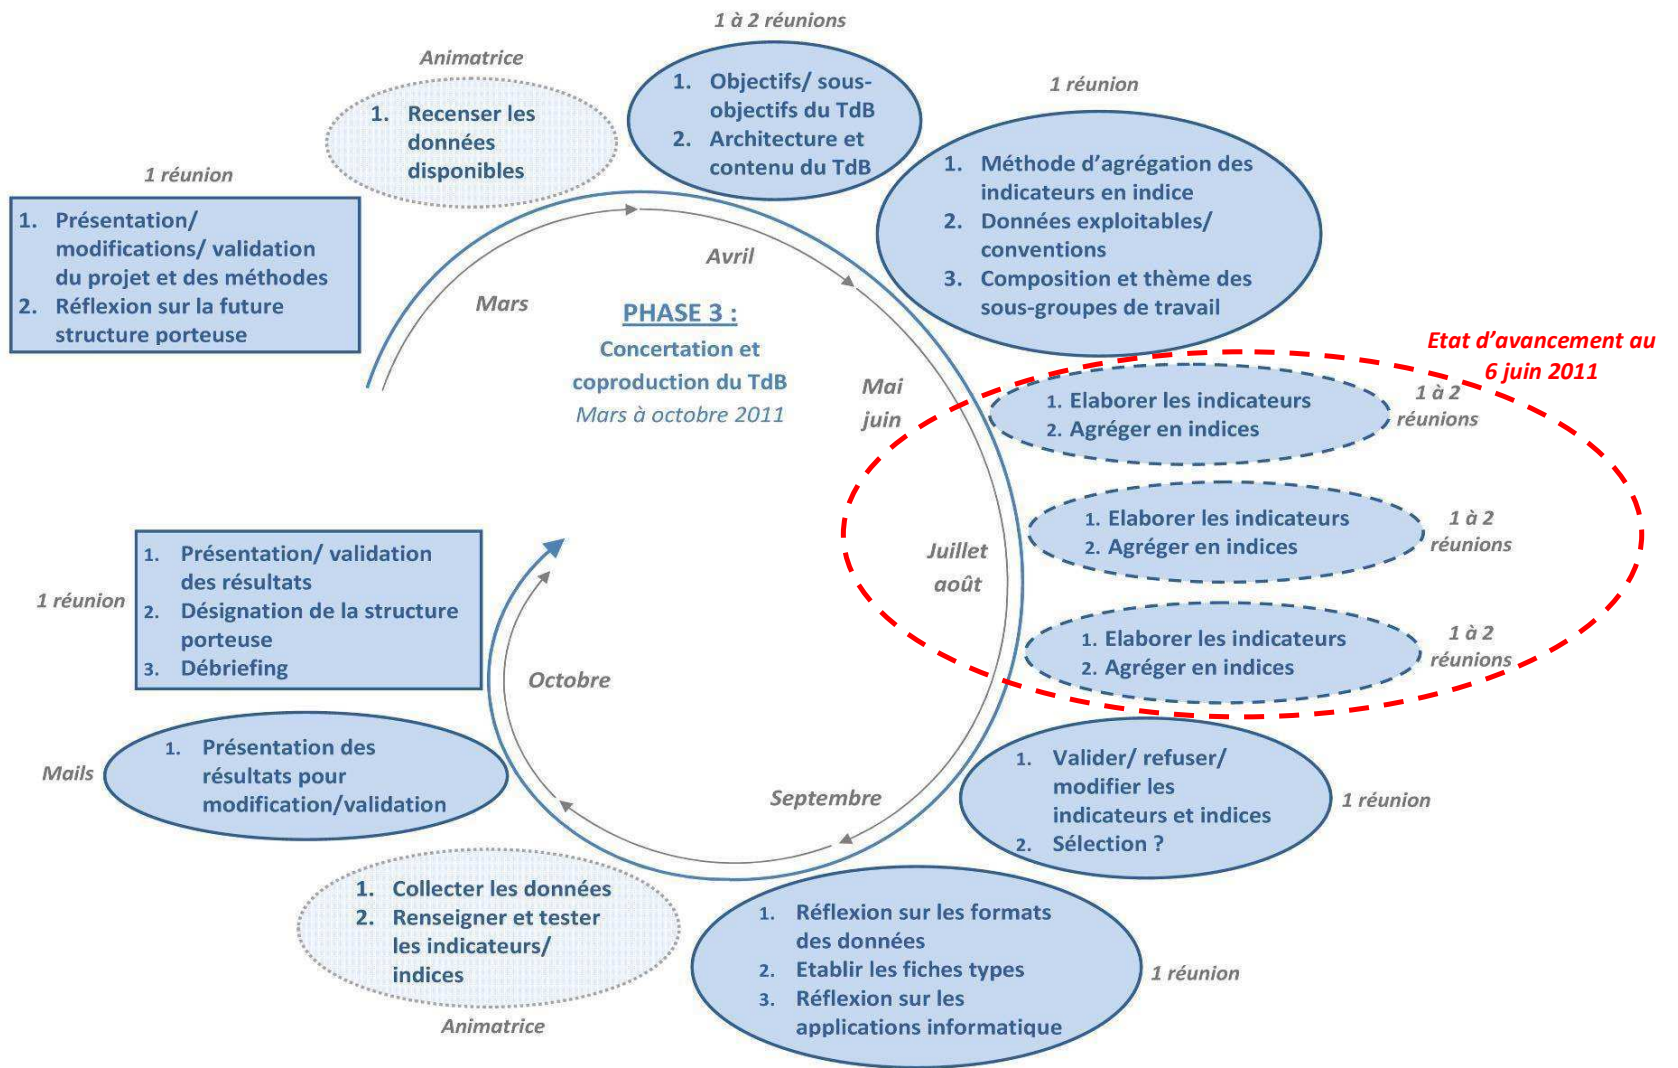 1 à 2 réunions
Animatrice
1. Recenser les
données
disponibles
1. Objectifs/ sous-
objectifs du TdB
2. Architecture et
contenu du TdB
1 réunion
1. Méthode d’agrégation des
indicateurs en indice
2. Données exploitables/
conventions
3. Composition et thème des
sous-groupes de travail
1 réunion
1. Présentation/
modifications/ validation
du projet et des méthodes
2. Réflexion sur la future
structure porteuse
Mars
Avril
PHASE 3 :
Concertation et
coproduction du TdB
Mars à octobre 2011
Mai
juin
Etat d’avancement au
6 juin 2011
1. Elaborer les indicateurs
2. Agréger en indices
1 à 2
réunions
Juillet
août
1. Elaborer les indicateurs
2. Agréger en indices
1 à 2
réunions
1. Elaborer les indicateurs
2. Agréger en indices
1 à 2
réunions
1 réunion
1. Présentation/ validation
des résultats
2. Désignation de la structure
porteuse
3. Débriefing
Octobre
Mails
1. Présentation des
résultats pour
modification/validation
Septembre
1. Valider/ refuser/
modifier les
indicateurs et indices
2. Sélection ?
1 réunion
1. Collecter les données
2. Renseigner et tester
les indicateurs/
indices
Animatrice
1. Réflexion sur les formats
des données
2. Etablir les fiches types
3. Réflexion sur les
applications informatique
1 réunion